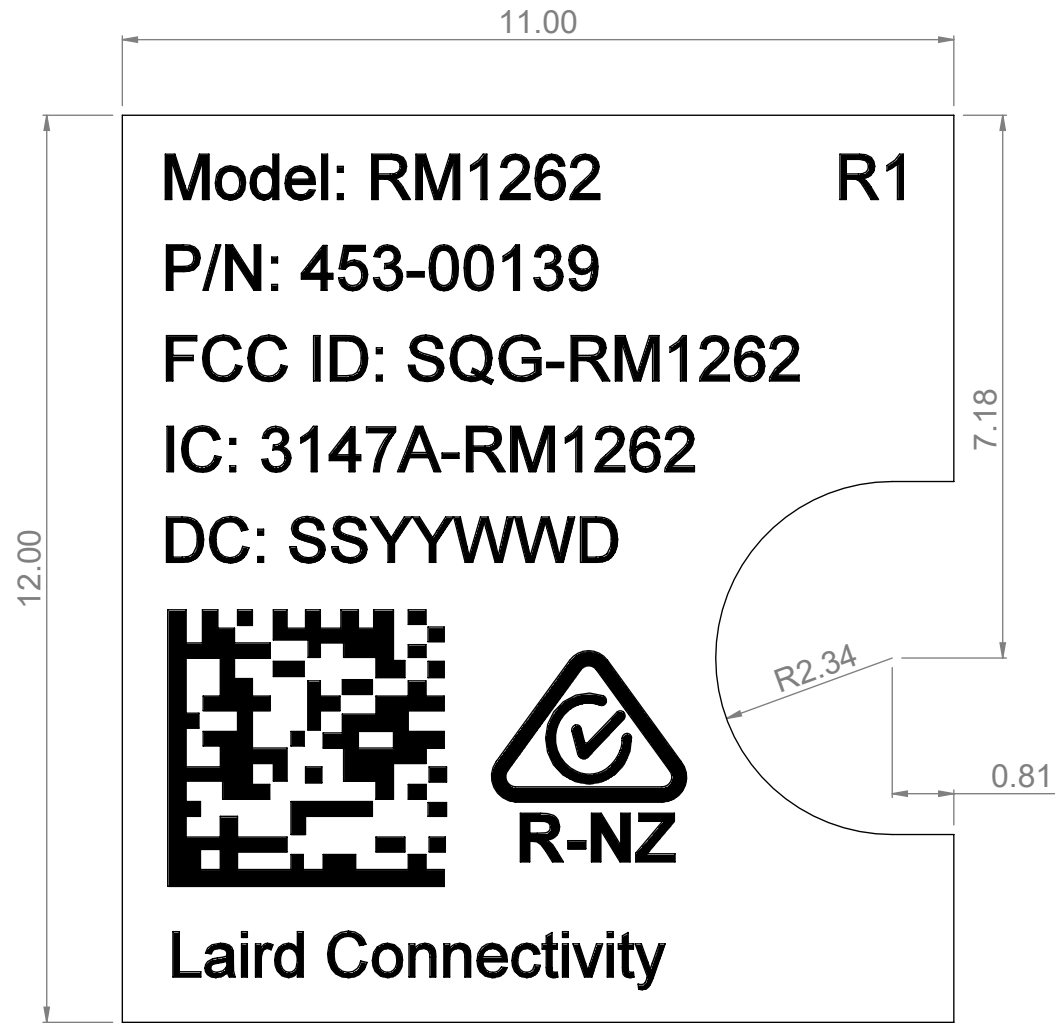 11.00
Model: RM1262 R1
P/N: 453-00139
FCC ID: SQG-RM1262
IC: 3147A-RM1262
7.18
DC: SSYYWWD
12.00
R2.34
0.81
R-NZ
Laird Connectivity